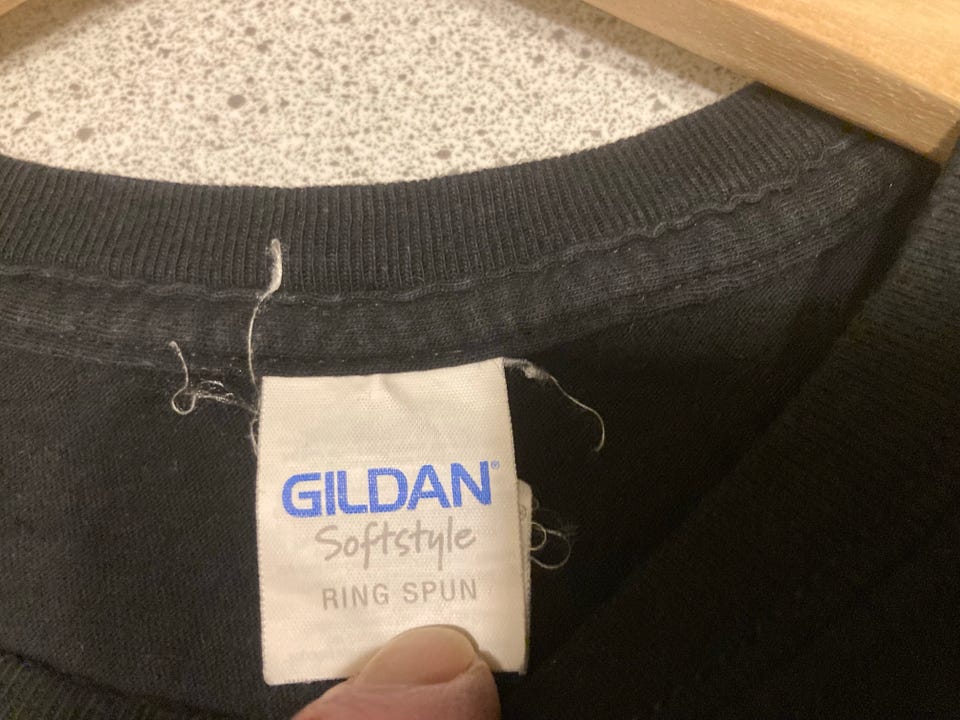 GILDAN®
Softstyle
RING SPUN